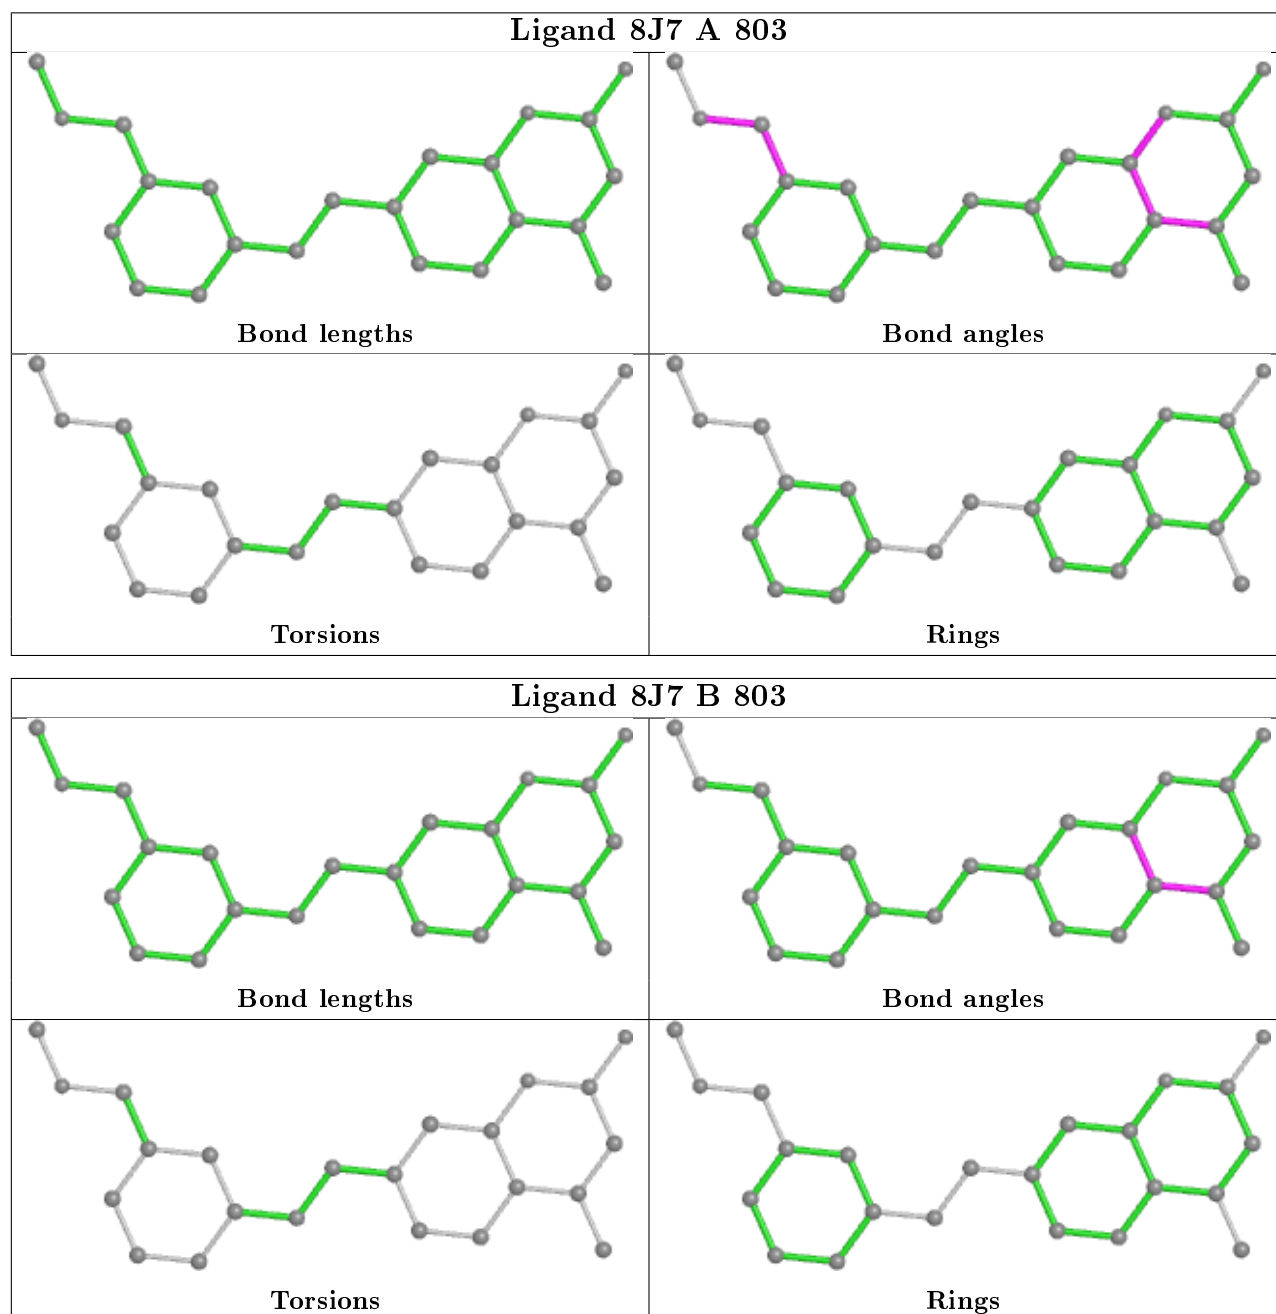 Ligand 8J7 A 803
Bond lengths
Bond angles
Torsions
Rings
Ligand 8J7 B 803
Bond lengths
Bond angles
Torsions
Rings